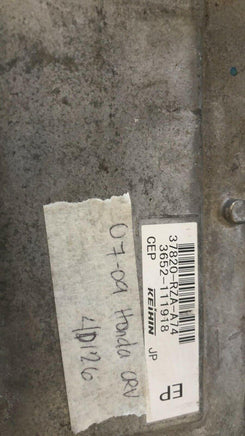 37820-RZA-A74
3652-111918
CEP
KEIHIN
JP
EP
07-09 Honda CRV